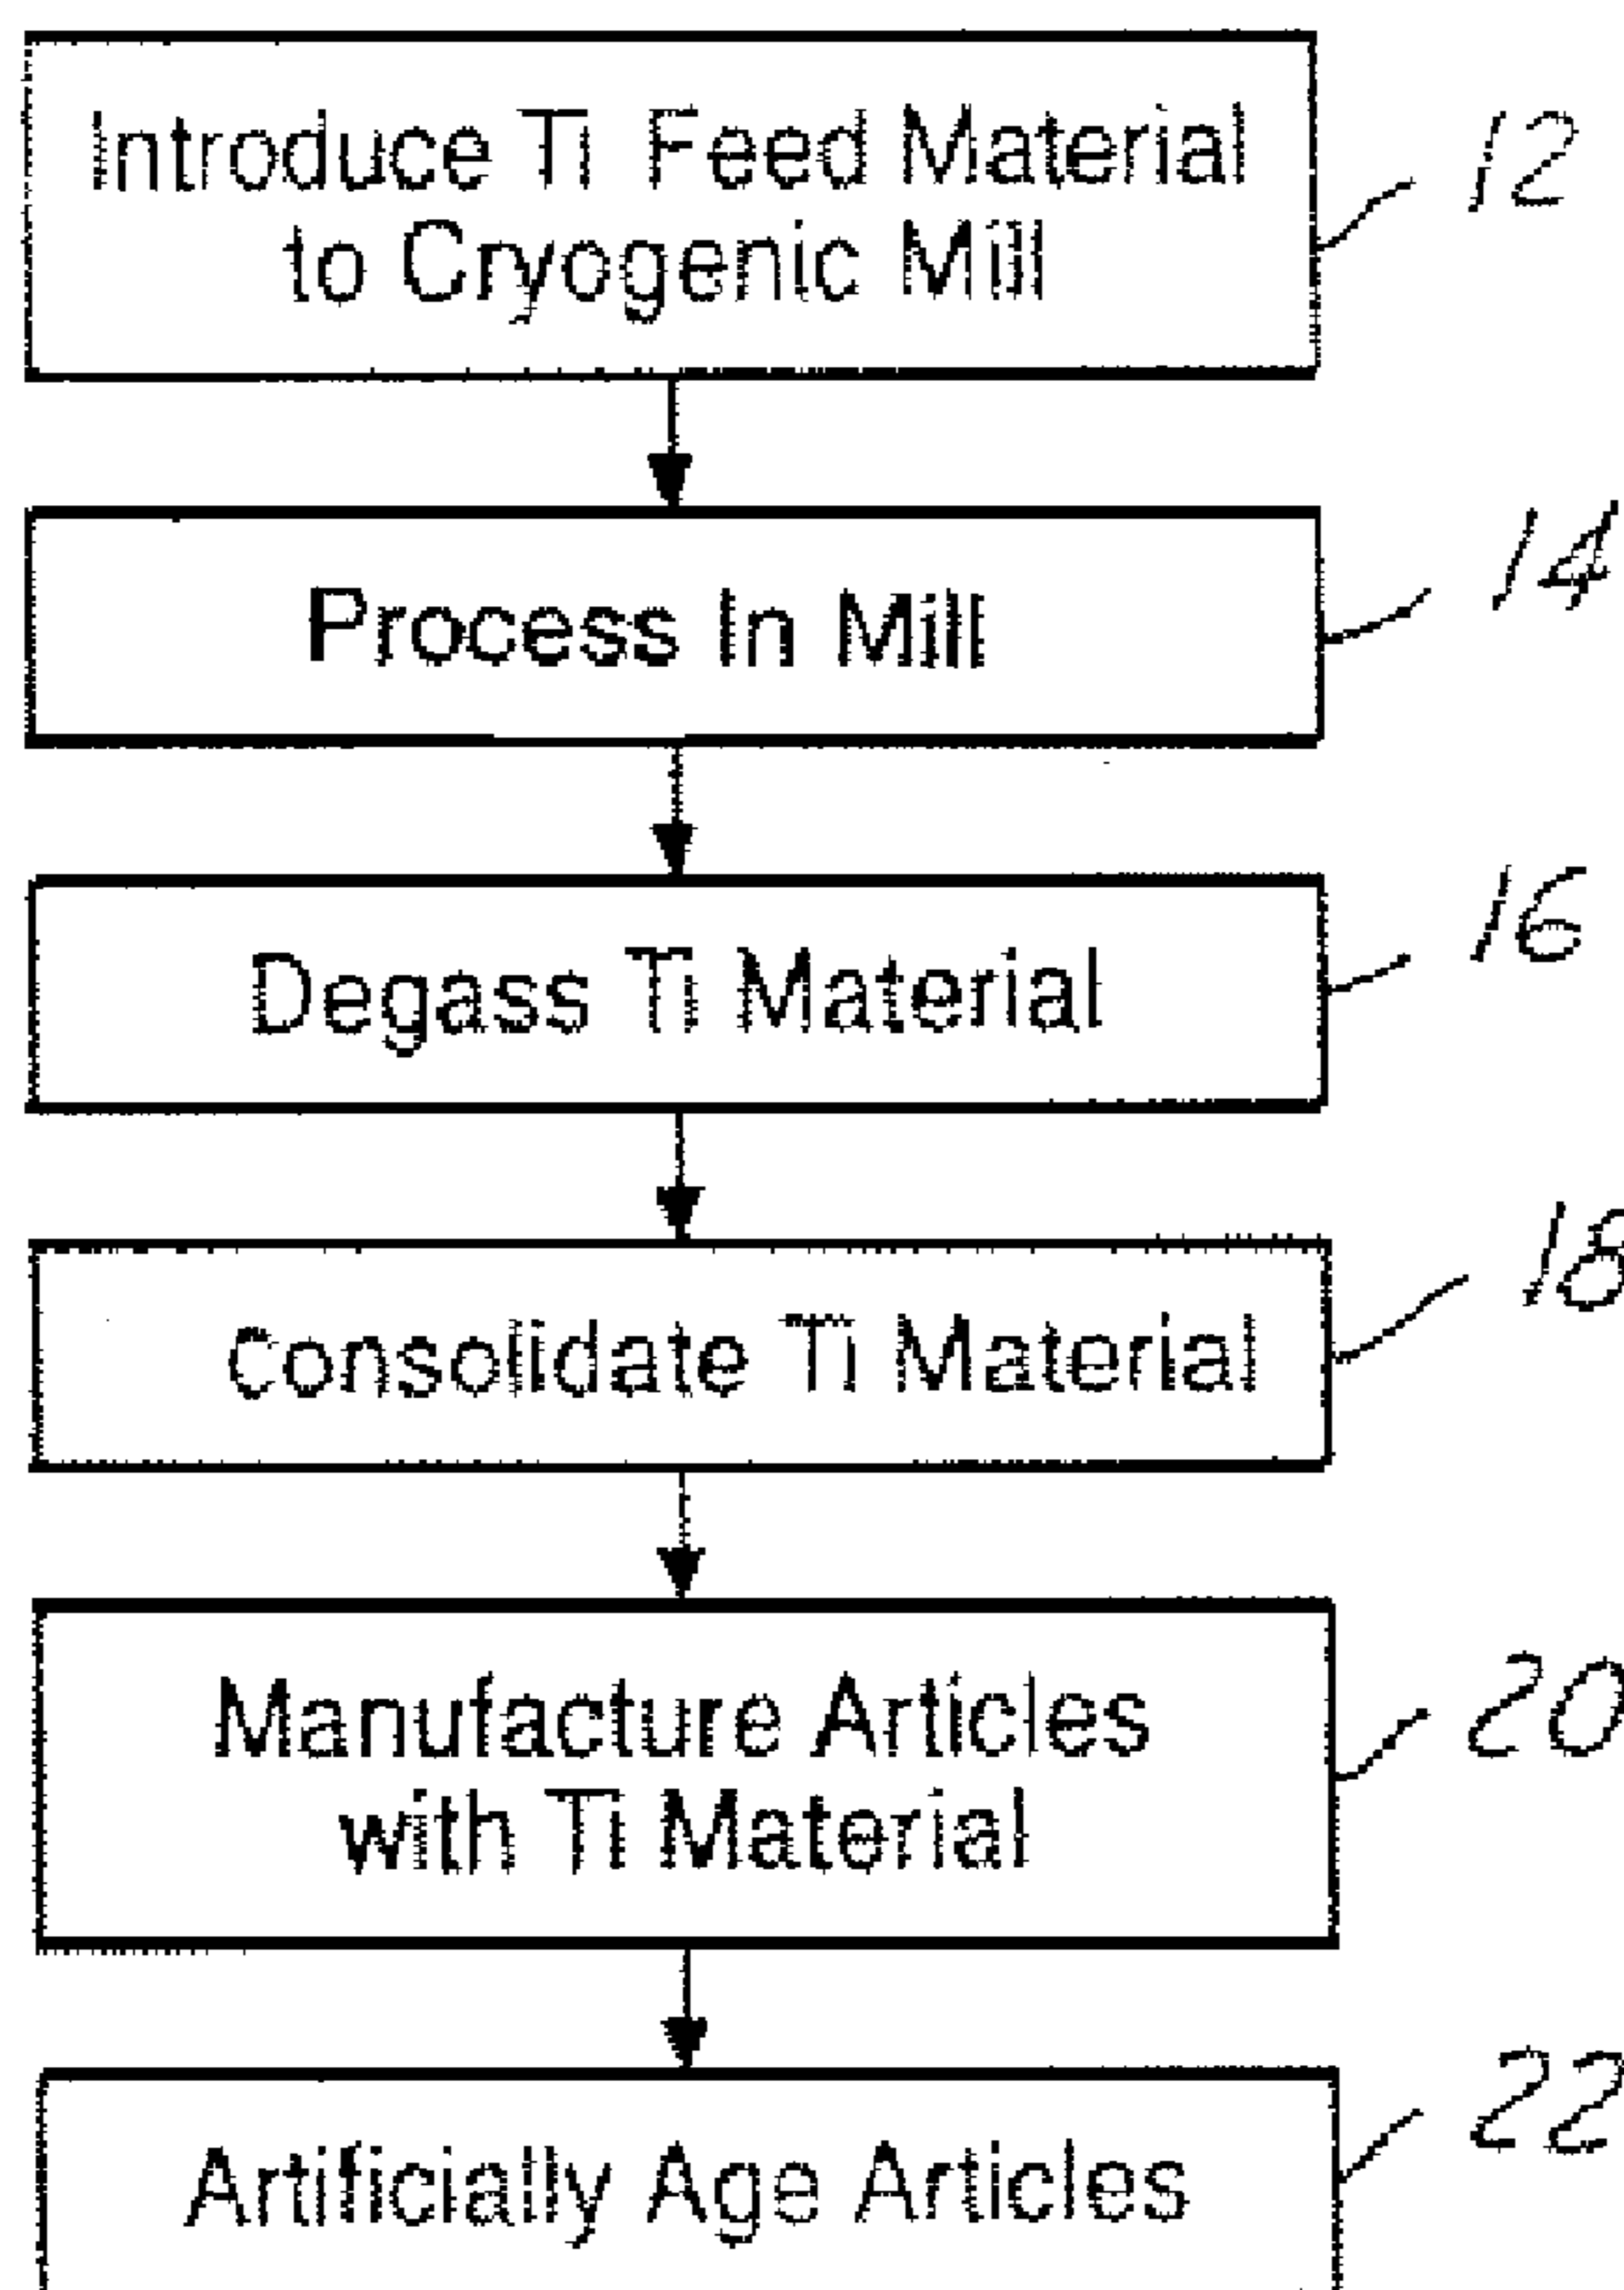 Introduce Ti Feed Material
to Cryogenic Mill
12
Process In Mill
14
Degass Ti Material
16
Consolidate Ti Material
18
Manufacture Articles
with Ti Material
20
Artificially Age Articles
22